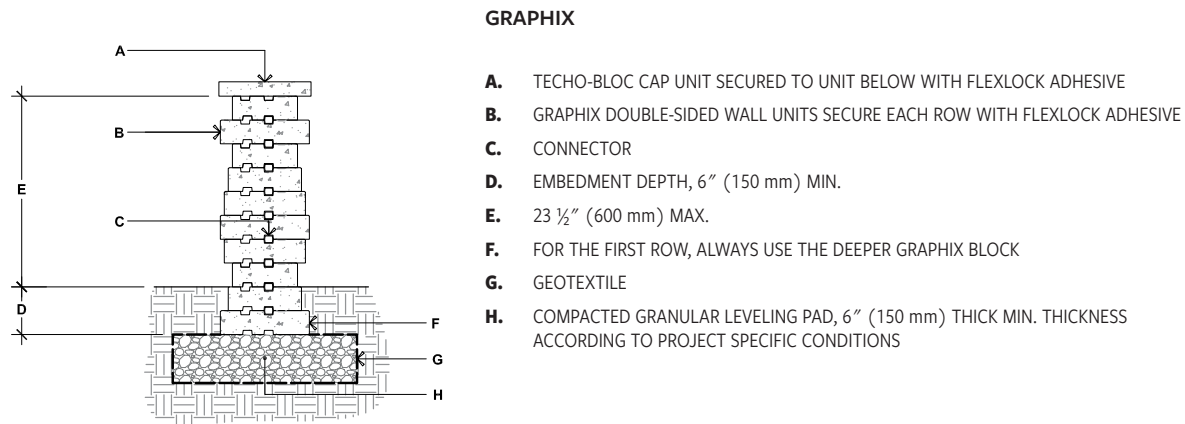 GRAPHIX
A. TECHO-BLOC CAP UNIT SECURED TO UNIT BELOW WITH FLEXLOCK ADHESIVE
B. GRAPHIX DOUBLE-SIDED WALL UNITS SECURE EACH ROW WITH FLEXLOCK ADHESIVE
C. CONNECTOR
D. EMBEDMENT DEPTH, 6″ (150 mm) MIN.
E. 23 ½″ (600 mm) MAX.
F. FOR THE FIRST ROW, ALWAYS USE THE DEEPER GRAPHIX BLOCK
G. GEOTEXTILE
H. COMPACTED GRANULAR LEVELING PAD, 6″ (150 mm) THICK MIN. THICKNESS
ACCORDING TO PROJECT SPECIFIC CONDITIONS
A
B
E
C
D
F
G
H